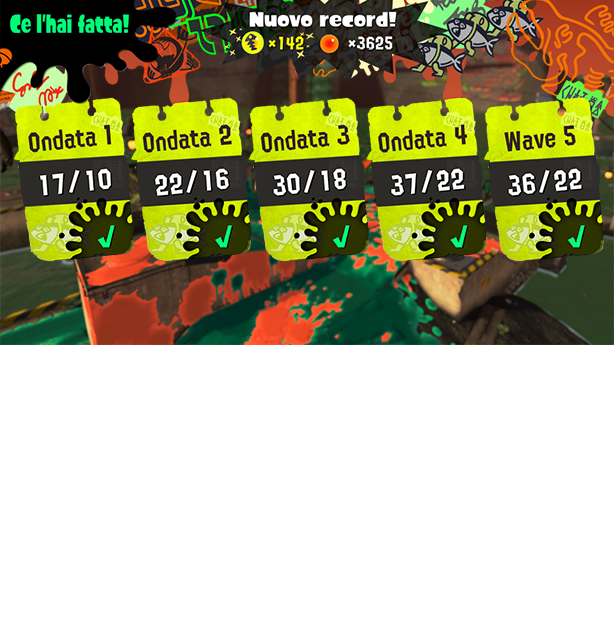 Ce l'hai fatta!
Nuovo record!
×142 ×3625
Ondata 1
17/10
Ondata 2
22/16
Ondata 3
30/18
Ondata 4
37/22
Wave 5
36/22